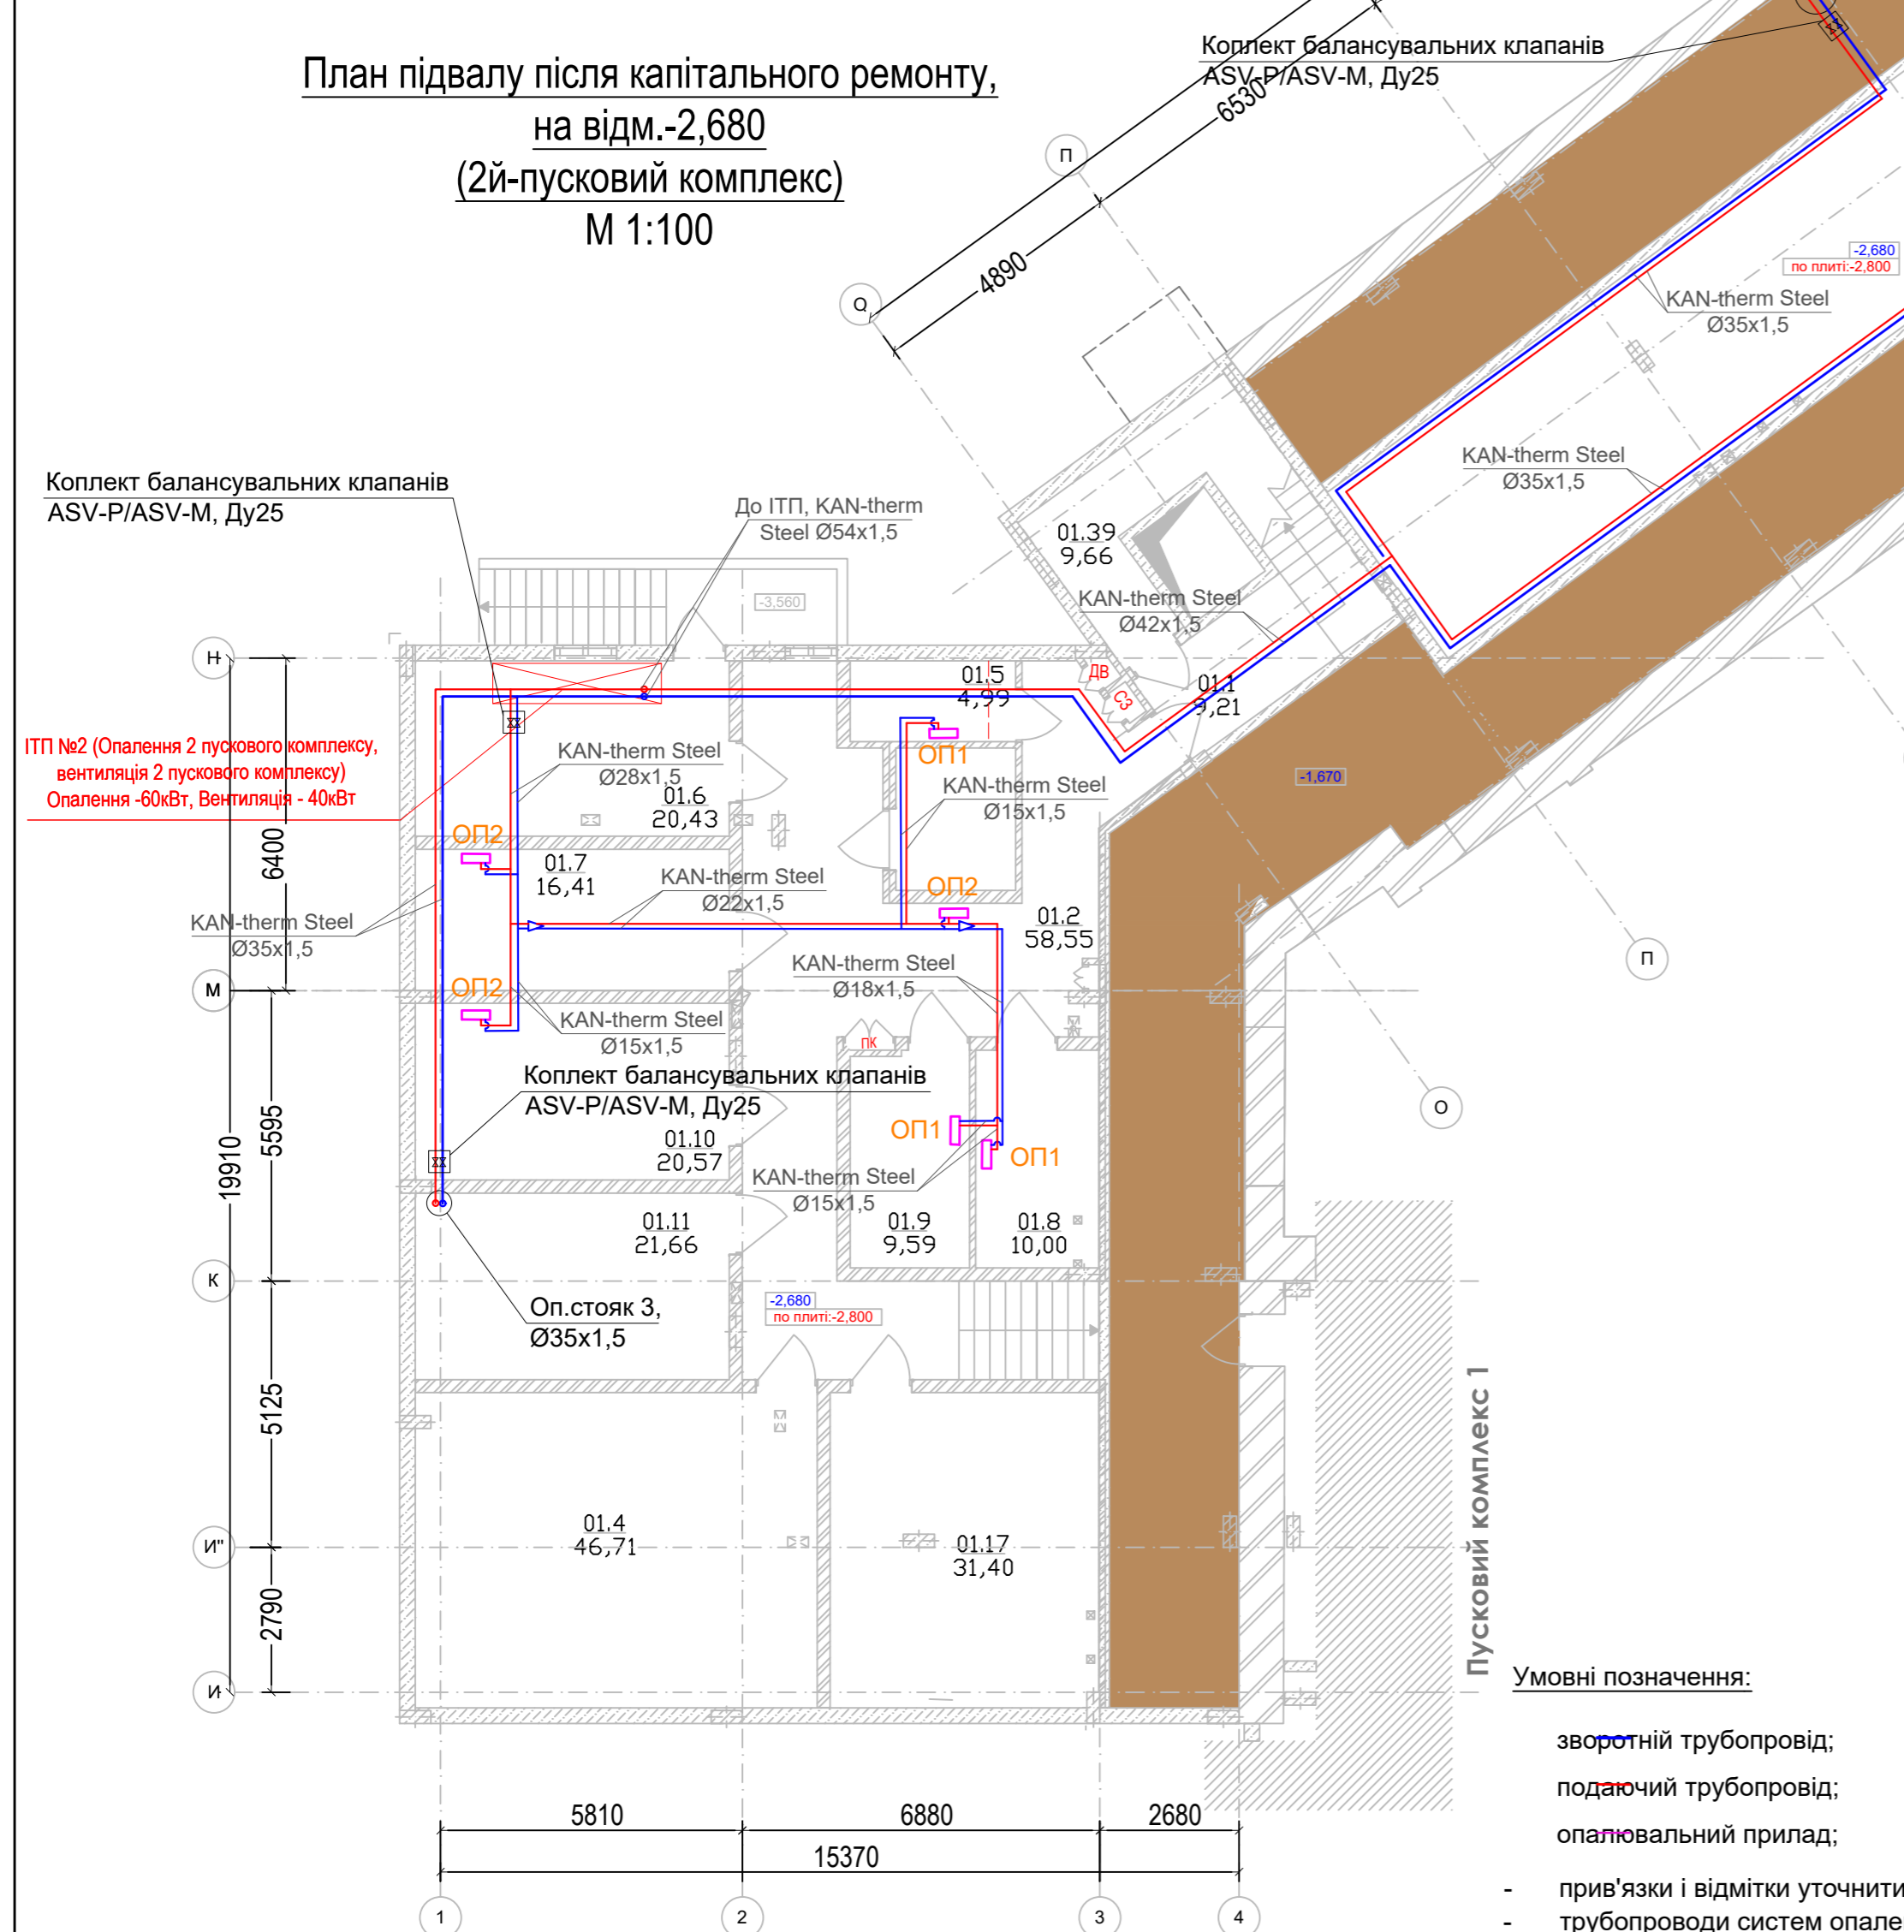 План підвалу після капітального ремонту,
на відм.-2,680
(2й-пусковий комплекс)
М 1:100
Коплект балансувальних клапанів
ASV-P/ASV-M, Ду25
6530
П
4890
Q
-2,680
по плиті:-2,800
KAN-therm Steel
Ø35x1,5
KAN-therm Steel
Ø35x1,5
Коплект балансувальних клапанів
ASV-P/ASV-M, Ду25
До ІТП, KAN-therm
Steel Ø54x1,5
01.39
9,66
-3,560
KAN-therm Steel
Ø42x1,5
Н
01.5
4,99
ДВ
СЗ
01.1
9,21
ІТП №2 (Опалення 2 пускового комплексу,
вентиляція 2 пускового комплексу)
Опалення -60кВт, Вентиляція - 40кВт
KAN-therm Steel
Ø28x1,5
01.6
20,43
ОП1
KAN-therm Steel
Ø15x1,5
-1,670
6400
ОП2
01.7
16,41
KAN-therm Steel
Ø22x1,5
ОП2
01.2
58,55
KAN-therm Steel
Ø35x1,5
П
KAN-therm Steel
Ø18x1,5
М
ОП2
KAN-therm Steel
Ø15x1,5
ПК
Коплект балансувальних клапанів
ASV-P/ASV-M, Ду25
О
5595
19910
01.10
20,57
ОП1
ОП1
KAN-therm Steel
Ø15x1,5
01.11
21,66
01.9
9,59
01.8
10,00
К
Оп.стояк 3,
Ø35x1,5
-2,680
по плиті:-2,800
5125
Пусковий комплекс 1
01.4
46,71
01.17
31,40
И"
2790
И
Умовні позначення:
зворотній трубопровід;
подаючий трубопровід;
опалювальний прилад;
- прив'язки і відмітки уточнити
- трубопроводи систем опале
5810
6880
2680
15370
1
2
3
4